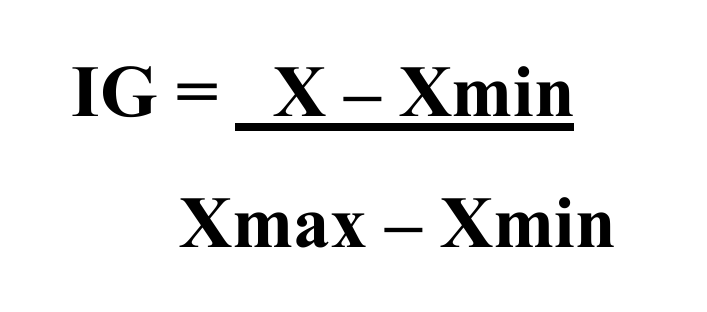 IG = X – Xmin
Xmax – Xmin